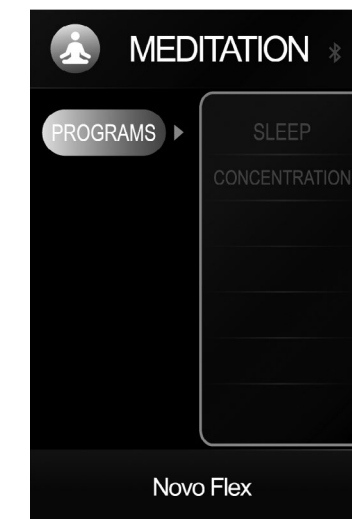 MEDITATION
PROGRAMS
SLEEP
CONCENTRATION
Novo Flex